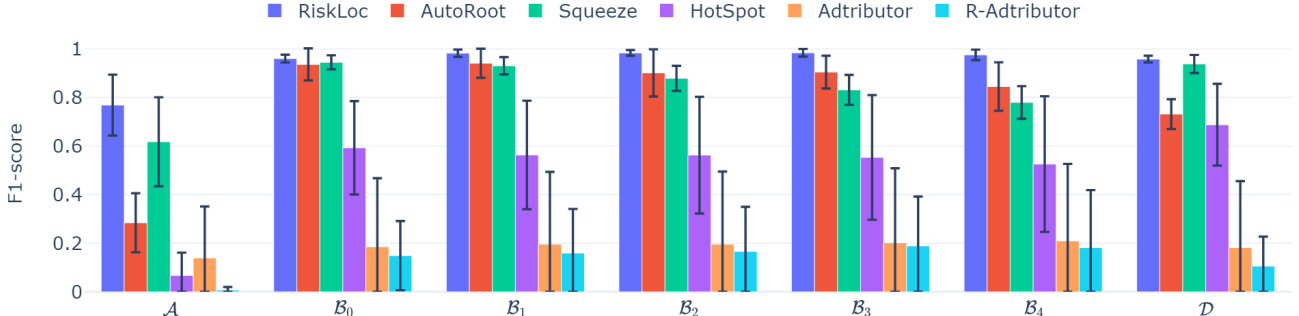 RiskLoc AutoRoot Squeeze HotSpot Adtributor R-Adtributor
1
0.8
0.6
0.4
0.2
0
F1-score
𝒜 ℬ₀ ℬ₁ ℬ₂ ℬ₃ ℬ₄ 𝒟